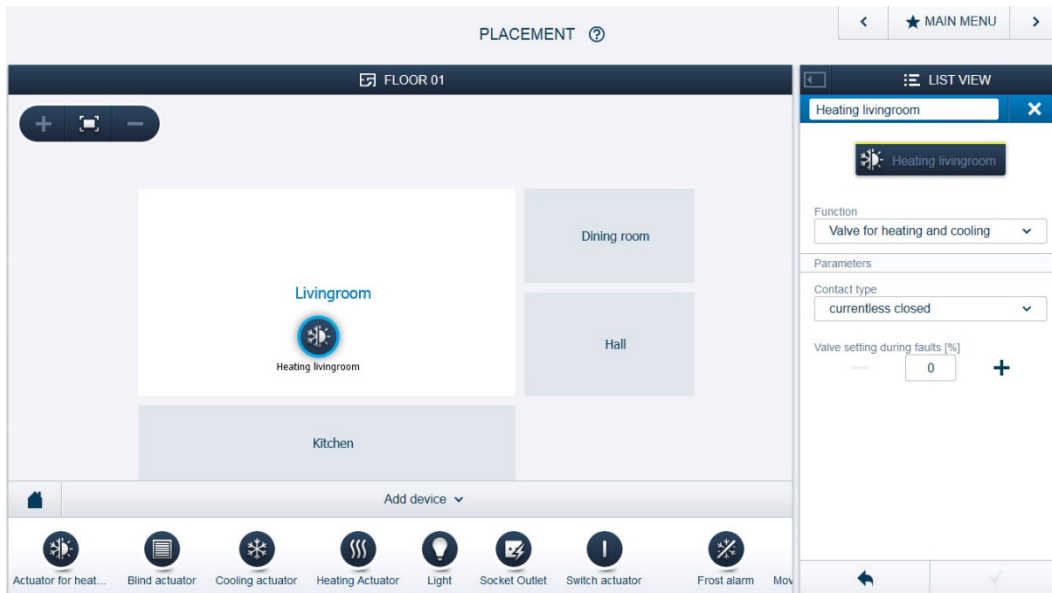 PLACEMENT
MAIN MENU
FLOOR 01
LIST VIEW
Heating livingroom
Heating livingroom
Function
Valve for heating and cooling
Parameters
Contact type
currentless closed
Valve setting during faults [%]
0
Dining room
Livingroom
Heating livingroom
Hall
Kitchen
Add device
Actuator for heat...
Blind actuator
Cooling actuator
Heating Actuator
Light
Socket Outlet
Switch actuator
Frost alarm
Mov